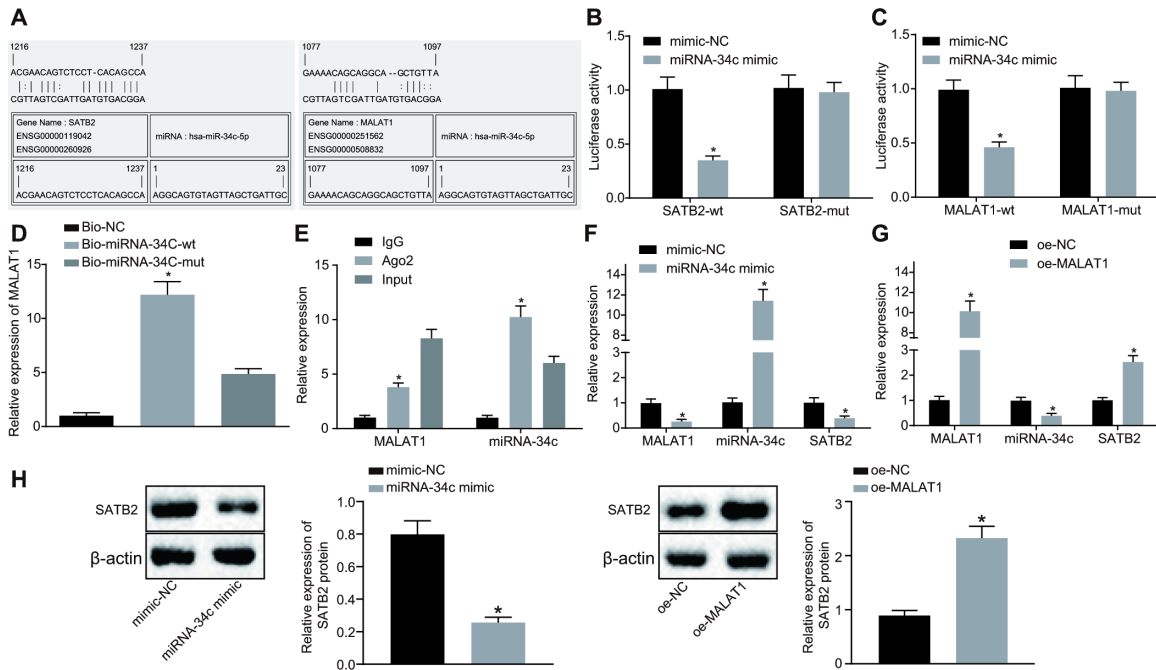 A
1216 1237
ACGAACAGTCTCCT-CACAGCCA
CGTTAGTCGATTGATGTGACGGA
Gene Name : SATB2
ENSG00000119042
ENSG00000260926
miRNA : hsa-miR-34c-5p
1216 1237
ACGAACAGTCTCCTCACAGCCA
1 23
AGGCAGTGTAGTTAGCTGATTGC
1077 1097
GAAAACAGCAGGCA--GCTGTTA
CGTTAGTCGATTGATGTGACGGA
Gene Name : MALAT1
ENSG00000251562
ENSG00000508832
miRNA : hsa-miR-34c-5p
1077 1097
GAAAACAGCAGGCAGCTGTTA
1 23
AGGCAGTGTAGTTAGCTGATTGC
B
mimic-NC
miRNA-34c mimic
Luciferase activity
1.5
1.0
0.5
0.0
*
SATB2-wt SATB2-mut
C
mimic-NC
miRNA-34c mimic
Luciferase activity
1.5
1.0
0.5
0.0
*
MALAT1-wt MALAT1-mut
D
Bio-NC
Bio-miRNA-34C-wt
Bio-miRNA-34C-mut
Relative expression of MALAT1
15
10
5
0
*
E
IgG
Ago2
Input
Relative expression
15
10
5
0
*
*
MALAT1 miRNA-34c
F
mimic-NC
miRNA-34c mimic
Relative expression
14
12
10
8
6
4
3
2
1
0
*
*
*
MALAT1 miRNA-34c SATB2
G
oe-NC
oe-MALAT1
Relative expression
14
12
10
8
6
4
3
2
1
0
*
*
*
MALAT1 miRNA-34c SATB2
H
SATB2
β-actin
mimic-NC
miRNA-34c mimic
mimic-NC
miRNA-34c mimic
Relative expression of
SATB2 protein
1.0
0.8
0.6
0.4
0.2
0.0
*
SATB2
β-actin
oe-NC
oe-MALAT1
oe-NC
oe-MALAT1
Relative expression of
SATB2 protein
3
2
1
0
*